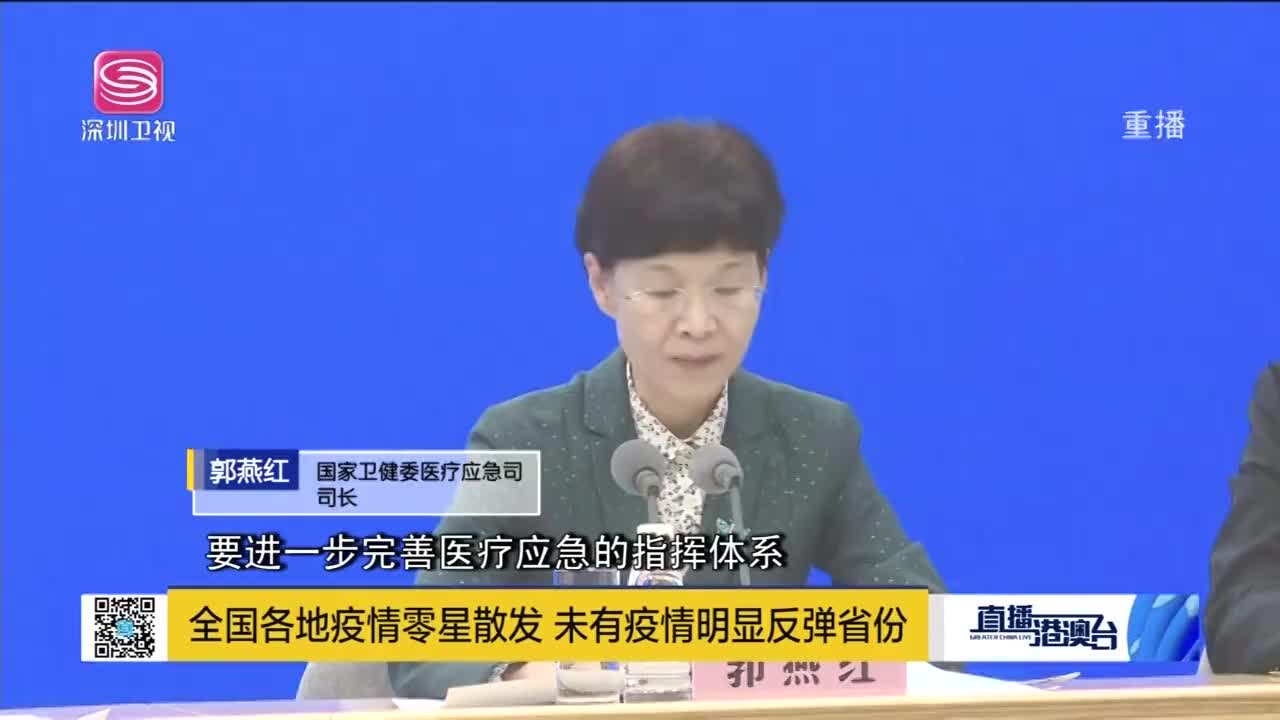 深圳卫视
重播
郭燕红
国家卫健委医疗应急司
司长
要进一步完善医疗应急的指挥体系
全国各地疫情零星散发 未有疫情明显反弹省份
直播港澳台
GREATER CHINA LIVE
郭燕红